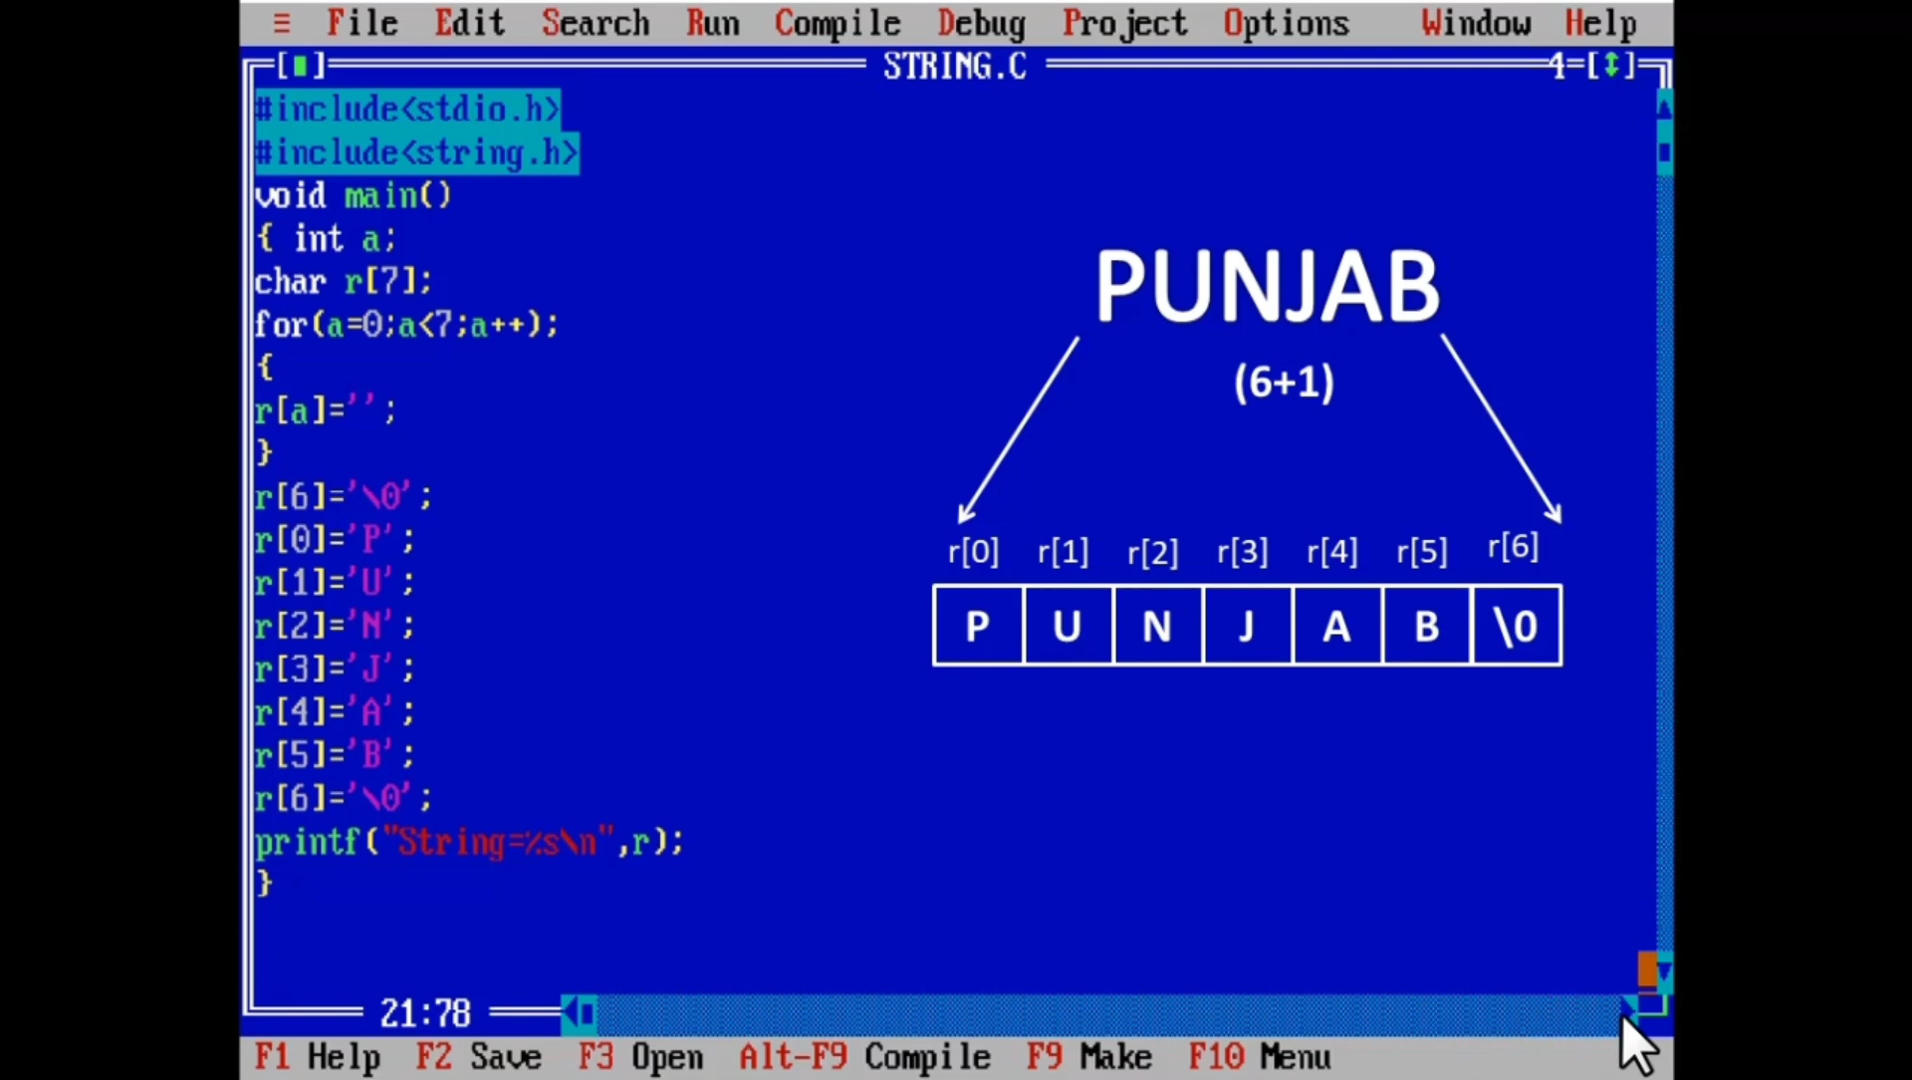 ≡ File Edit Search Run Compile Debug Project Options Window Help
[▮] STRING.C 4=[↕]
#include<stdio.h>
#include<string.h>
void main()
{ int a;
char r[7];
for(a=0;a<7;a++);
{
r[a]='';
}
r[6]='\0';
r[0]='P';
r[1]='U';
r[2]='N';
r[3]='J';
r[4]='A';
r[5]='B';
r[6]='\0';
printf("String=%s\n",r);
}
PUNJAB
(6+1)
r[0] r[1] r[2] r[3] r[4] r[5] r[6]
P U N J A B \0
21:78
F1 Help F2 Save F3 Open Alt-F9 Compile F9 Make F10 Menu